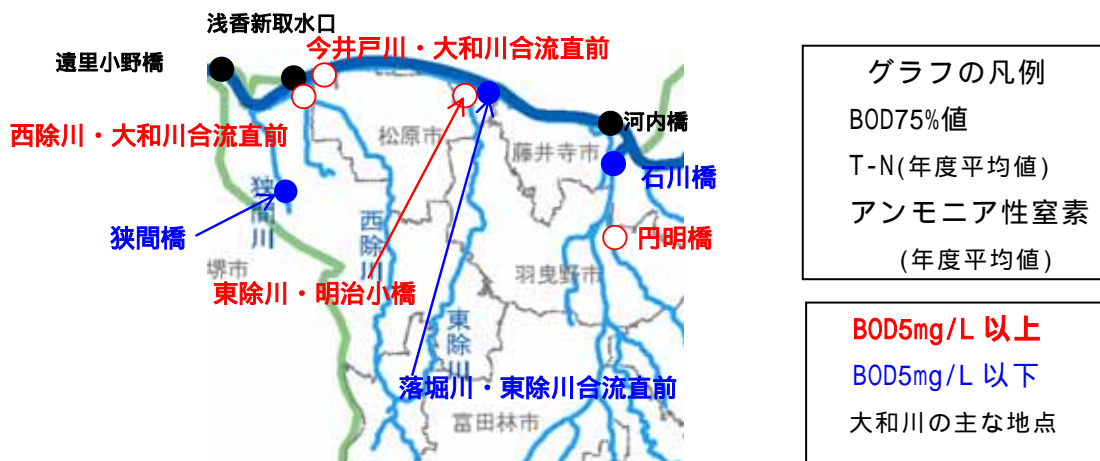 浅香新取水口
今井戸川・大和川合流直前
遠里小野橋
河内橋
西除川・大和川合流直前
松原市
藤井寺市
石川橋
狭間川
狭間橋
西除川
円明橋
堺市
羽曳野市
東除川・明治小橋
東除川
落堀川・東除川合流直前
富田林市
グラフの凡例
BOD75%値
T-N(年度平均値)
アンモニア性窒素
(年度平均値)
BOD5mg/L 以上
BOD5mg/L 以下
大和川の主な地点